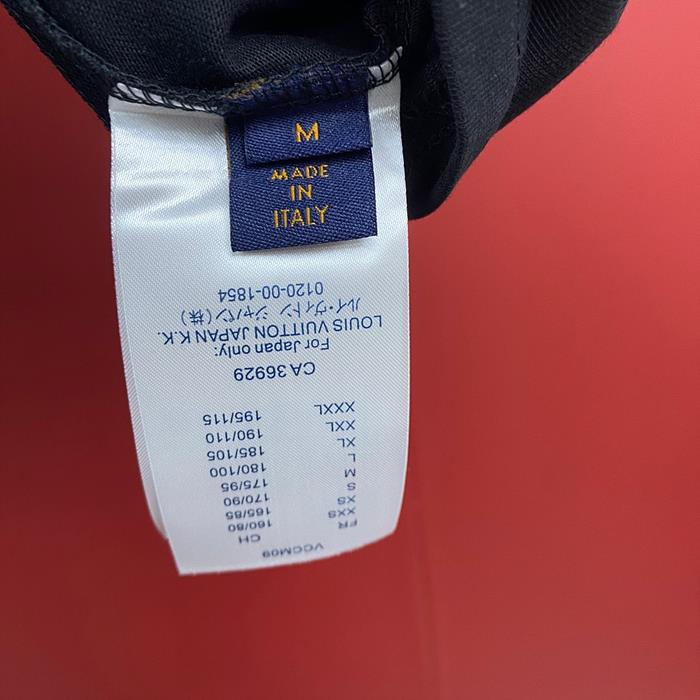 M
MADE
IN
ITALY
VCCM09
FR CH
XXS 160/80
XS 165/85
S 170/90
M 175/95
L 180/100
XL 185/105
XXL 190/110
XXXL 195/115
CA 36929
For Japan only:
LOUIS VUITTON JAPAN K.K.
ルイ・ヴィトン ジャパン(株)
0120-00-1854